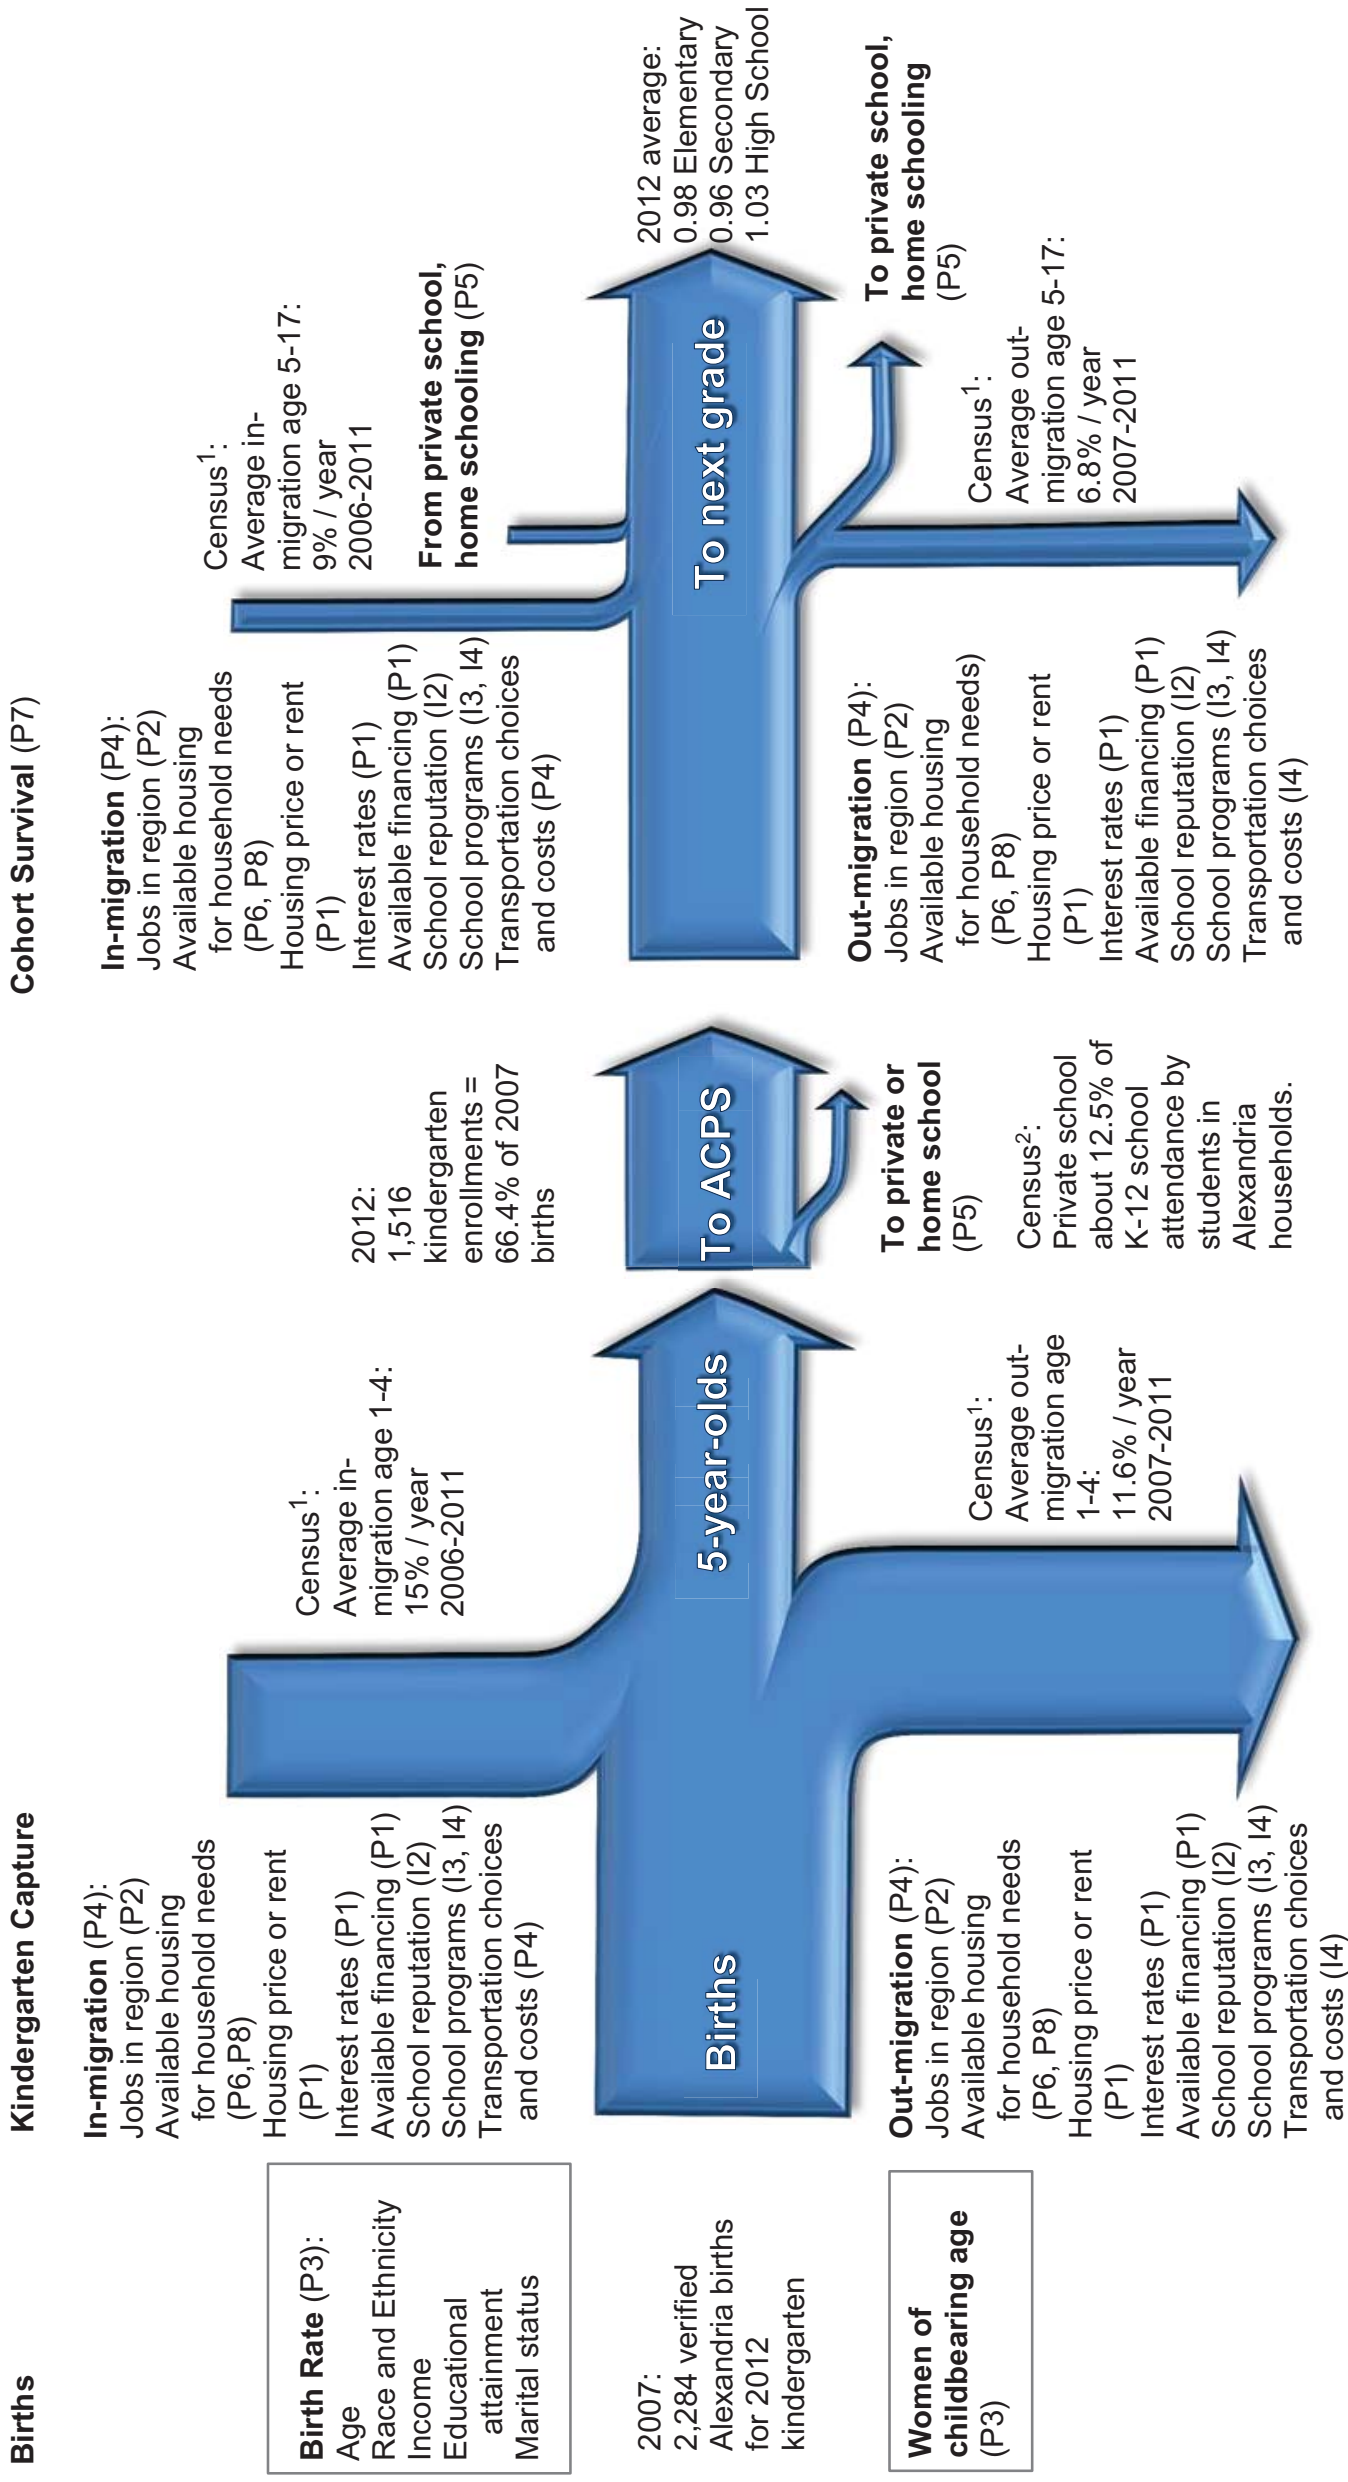 Births
Kindergarten Capture
Cohort Survival (P7)
Birth Rate (P3):
Age
Race and Ethnicity
Income
Educational
attainment
Marital status
2007:
2,284 verified
Alexandria births
for 2012
kindergarten
Women of
childbearing age
(P3)
In-migration (P4):
Jobs in region (P2)
Available housing
for household needs
(P6,P8)
Housing price or rent
(P1)
Interest rates (P1)
Available financing (P1)
School reputation (I2)
School programs (I3, I4)
Transportation choices
and costs (P4)
Census1:
Average in-
migration age 1-4:
15% / year
2006-2011
Births
5-year-olds
Out-migration (P4):
Jobs in region (P2)
Available housing
for household needs
(P6, P8)
Housing price or rent
(P1)
Interest rates (P1)
Available financing (P1)
School reputation (I2)
School programs (I3, I4)
Transportation choices
and costs (I4)
Census1:
Average out-
migration age
1-4:
11.6% / year
2007-2011
2012:
1,516
kindergarten
enrollments =
66.4% of 2007
births
To ACPS
To private or
home school
(P5)
Census2:
Private school
about 12.5% of
K-12 school
attendance by
students in
Alexandria
households.
In-migration (P4):
Jobs in region (P2)
Available housing
for household needs
(P6, P8)
Housing price or rent
(P1)
Interest rates (P1)
Available financing (P1)
School reputation (I2)
School programs (I3, I4)
Transportation choices
and costs (P4)
Census1:
Average in-
migration age 5-17:
9% / year
2006-2011
From private school,
home schooling (P5)
To next grade
2012 average:
0.98 Elementary
0.96 Secondary
1.03 High School
To private school,
home schooling
(P5)
Out-migration (P4):
Jobs in region (P2)
Available housing
for household needs)
(P6, P8)
Housing price or rent
(P1)
Interest rates (P1)
Available financing (P1)
School reputation (I2)
School programs (I3, I4)
Transportation choices
and costs (I4)
Census1:
Average out-
migration age 5-17:
6.8% / year
2007-2011